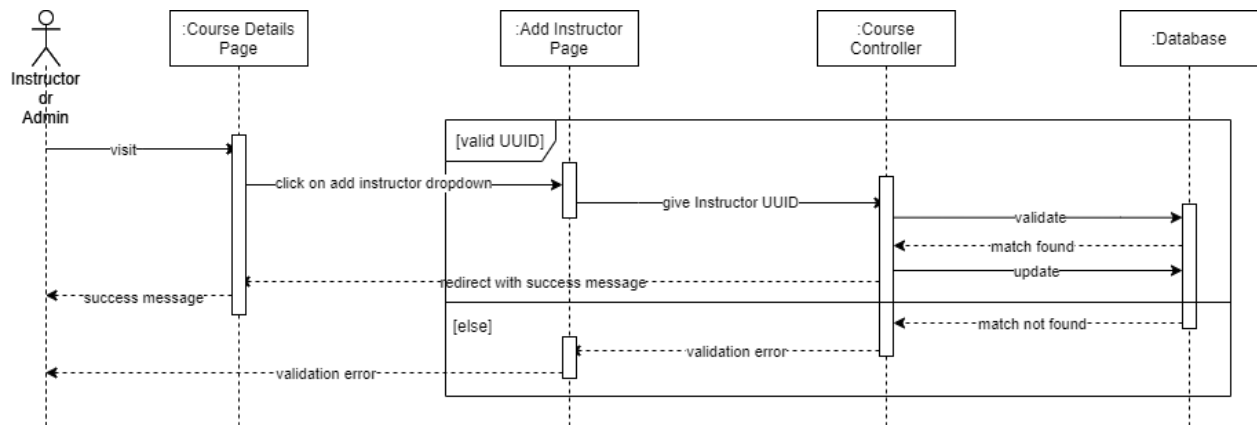 :Course Details
Page
:Add Instructor
Page
:Course
Controller
:Database
Instructor
or
Admin
[valid UUID]
visit
click on add instructor dropdown
give Instructor UUID
validate
match found
update
redirect with success message
success message
[else]
match not found
validation error
validation error